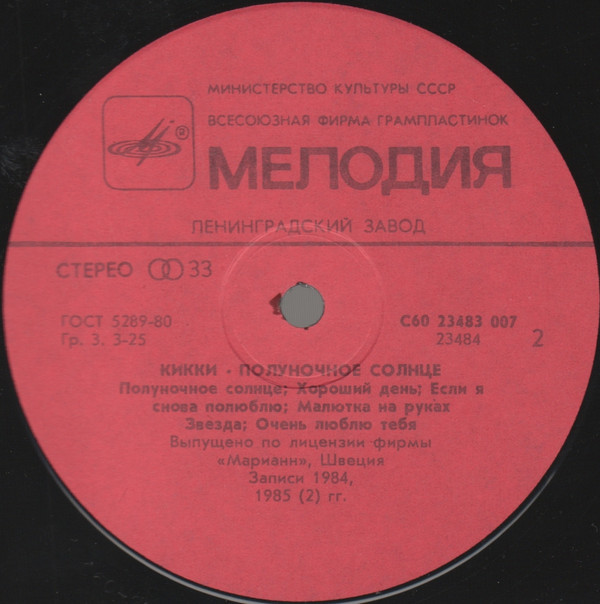 МИНИСТЕРСТВО КУЛЬТУРЫ СССР
ВСЕСОЮЗНАЯ ФИРМА ГРАМПЛАСТИНОК
МЕЛОДИЯ
ЛЕНИНГРАДСКИЙ ЗАВОД
СТЕРЕО 33
ГОСТ 5289-80
Гр. 3. 3-25
С60 23483 007
23484 2
КИККИ - ПОЛУНОЧНОЕ СОЛНЦЕ
Полуночное солнце; Хороший день; Если я
снова полюблю; Малютка на руках
Звезда; Очень люблю тебя
Выпущено по лицензии фирмы
«Марианн», Швеция
Записи 1984,
1985 (2) гг.